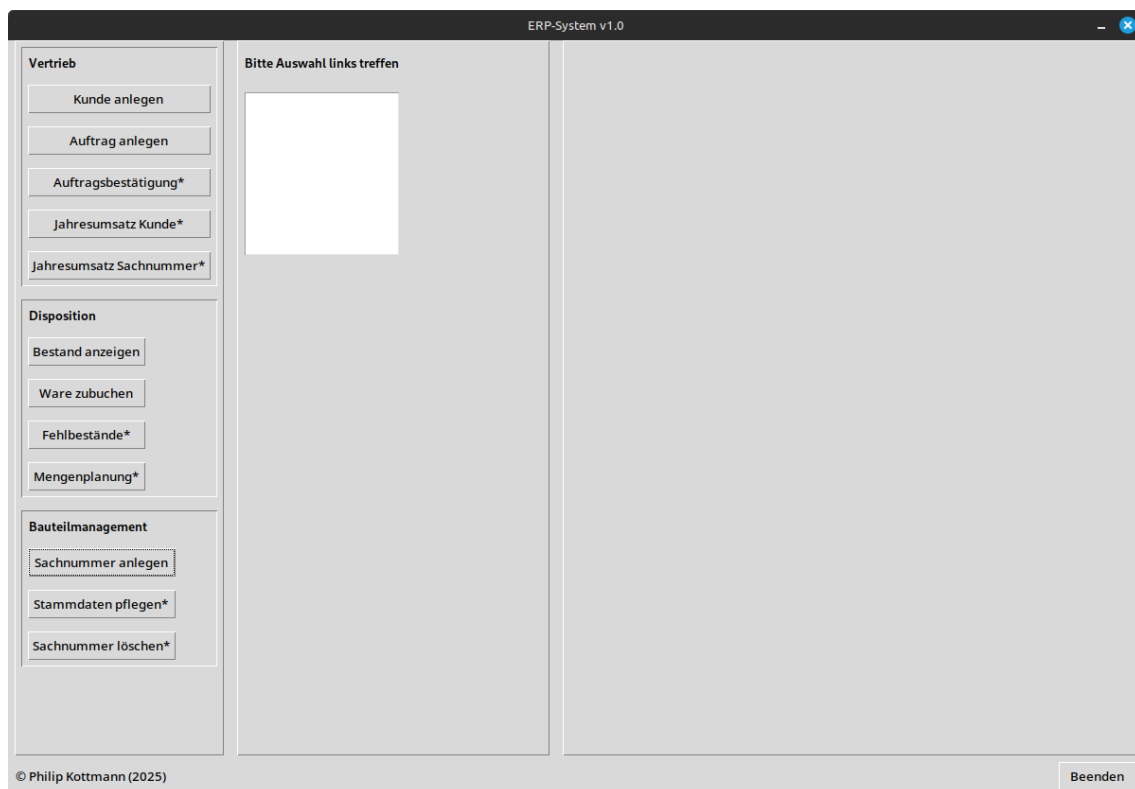 ERP-System v1.0
Vertrieb
Kunde anlegen
Auftrag anlegen
Auftragsbestätigung*
Jahresumsatz Kunde*
Jahresumsatz Sachnummer*
Disposition
Bestand anzeigen
Ware zubuchen
Fehlbestände*
Mengenplanung*
Bauteilmanagement
Sachnummer anlegen
Stammdaten pflegen*
Sachnummer löschen*
Bitte Auswahl links treffen
© Philip Kottmann (2025)
Beenden